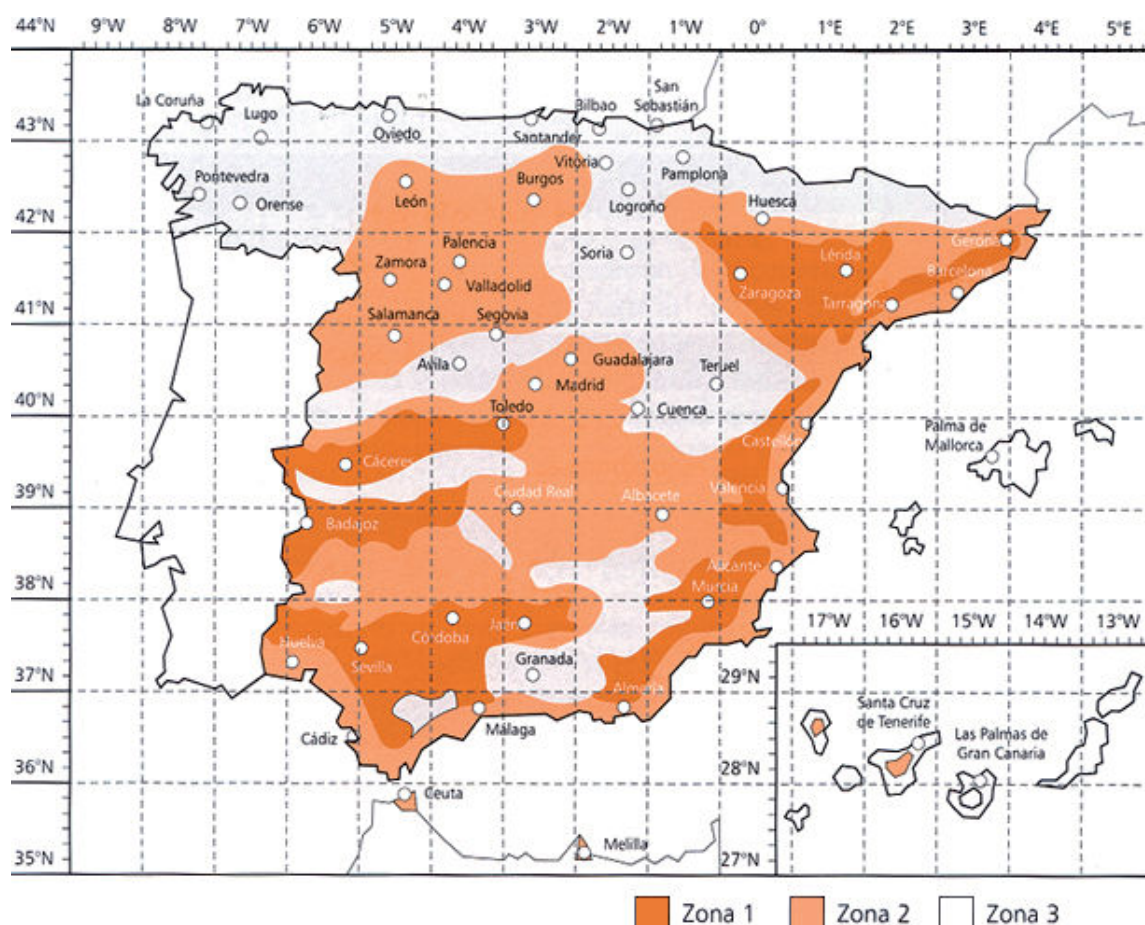 44°N 9°W 8°W 7°W 6°W 5°W 4°W 3°W 2°W 1°W 0° 1°E 2°E 3°E 4°E 5°E
San
Sebastián
La Coruña
Lugo
Bilbao
43°N
Oviedo
Santander
Vitoria
Pamplona
Pontevedra
Burgos
Orense
León
Logroño
Huesca
42°N
Palencia
Soria
Gerona
Zamora
Lérida
Barcelona
Valladolid
Zaragoza
Tarragona
41°N
Salamanca
Segovia
Avila
Guadalajara
Teruel
Madrid
40°N
Toledo
Cuenca
Palma de
Mallorca
Castellón
Cáceres
39°N
Ciudad Real
Albacete
Valencia
Badajoz
Alicante
38°N
Murcia
17°W 16°W 15°W 14°W 13°W
Huelva
Córdoba
Jaén
Sevilla
Granada
37°N
29°N
Almería
Santa Cruz
de Tenerife
Cádiz
Málaga
Las Palmas de
Gran Canaria
36°N
28°N
Ceuta
Melilla
35°N
27°N
Zona 1 Zona 2 Zona 3